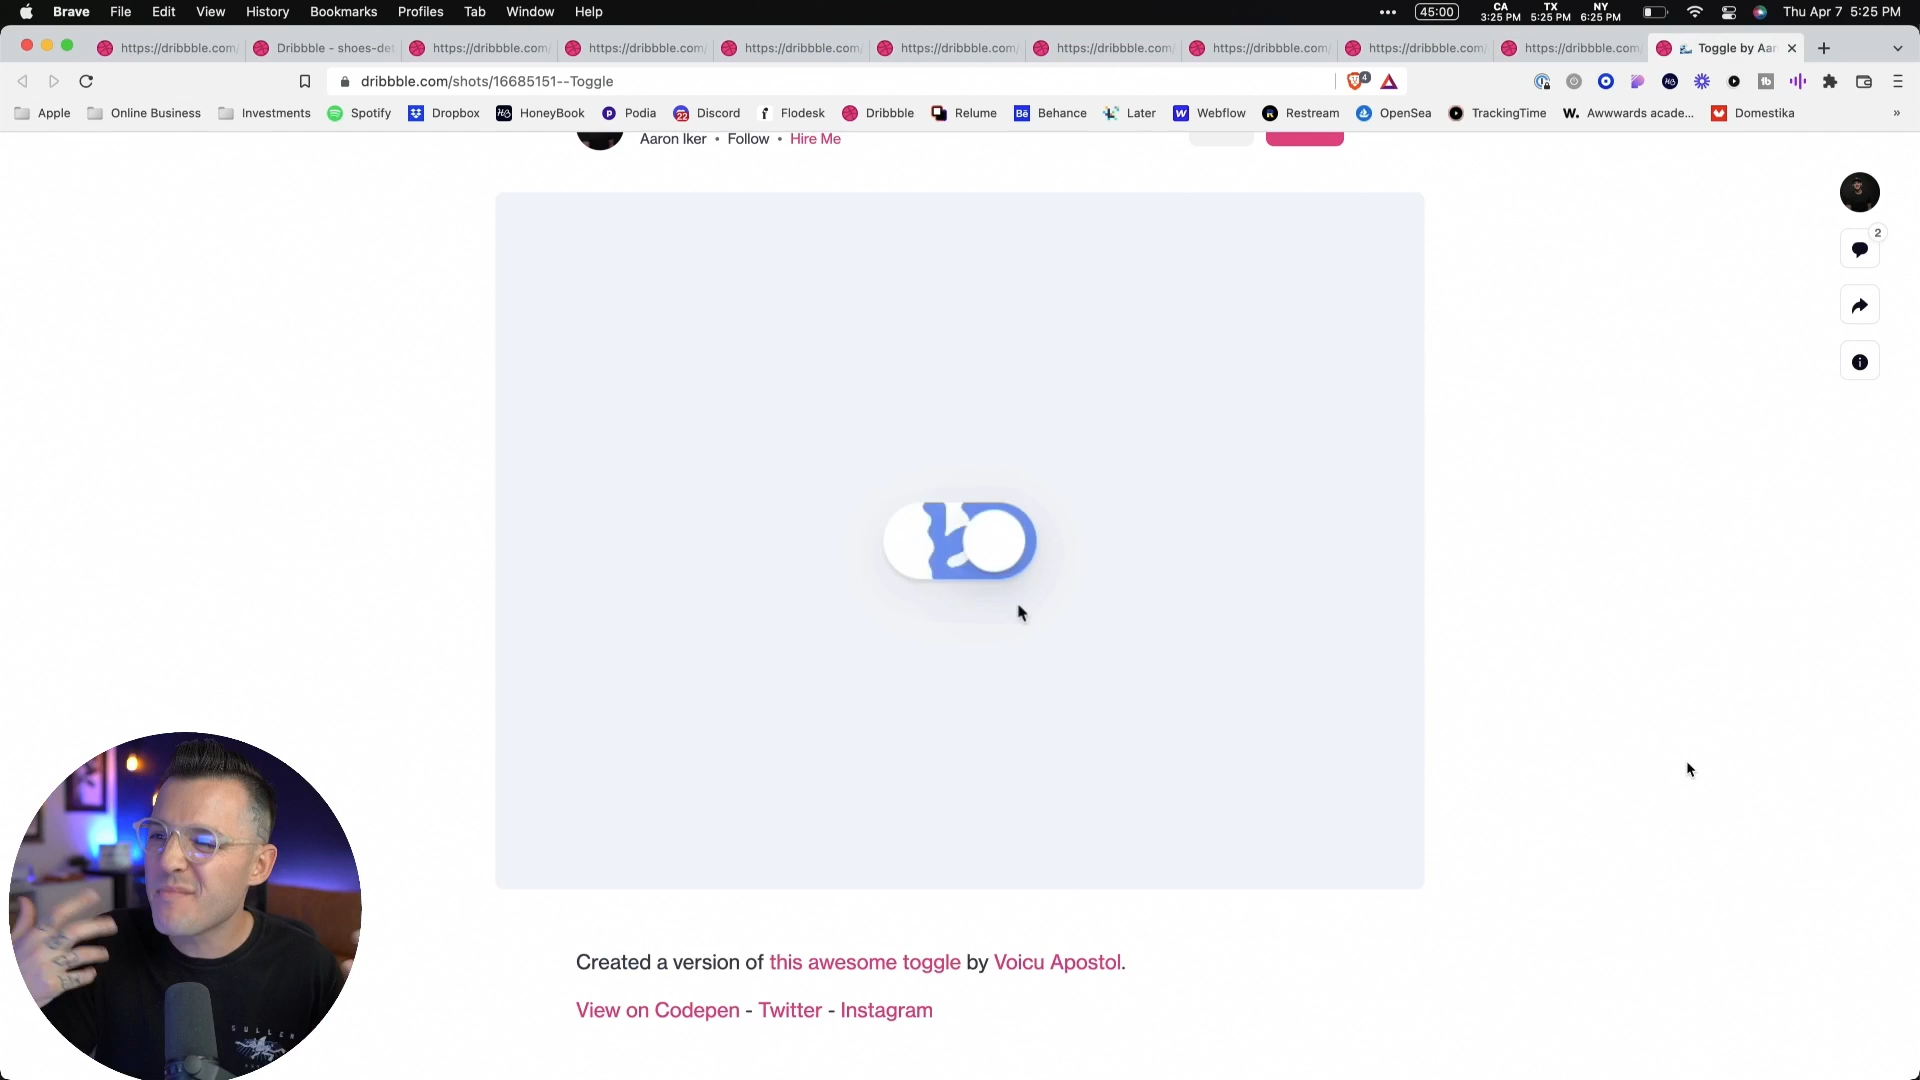 Brave File Edit View History Bookmarks Profiles Tab Window Help 45:00 CA 3:25 PM TX 5:25 PM NY 6:25 PM Thu Apr 7 5:25 PM
https://dribbble.com/ Dribbble - shoes-det https://dribbble.com/ https://dribbble.com/ https://dribbble.com/ https://dribbble.com/ https://dribbble.com/ https://dribbble.com/ https://dribbble.com/ https://dribbble.com/ Toggle by Aar
dribbble.com/shots/16685151--Toggle 4
Apple Online Business Investments Spotify Dropbox HoneyBook Podia 22 Discord Flodesk Dribbble Relume Behance Later Webflow Restream OpenSea TrackingTime W. Awwwards acade... Domestika »
Aaron Iker • Follow • Hire Me
2
Created a version of this awesome toggle by Voicu Apostol.
View on Codepen - Twitter - Instagram
SULLEN